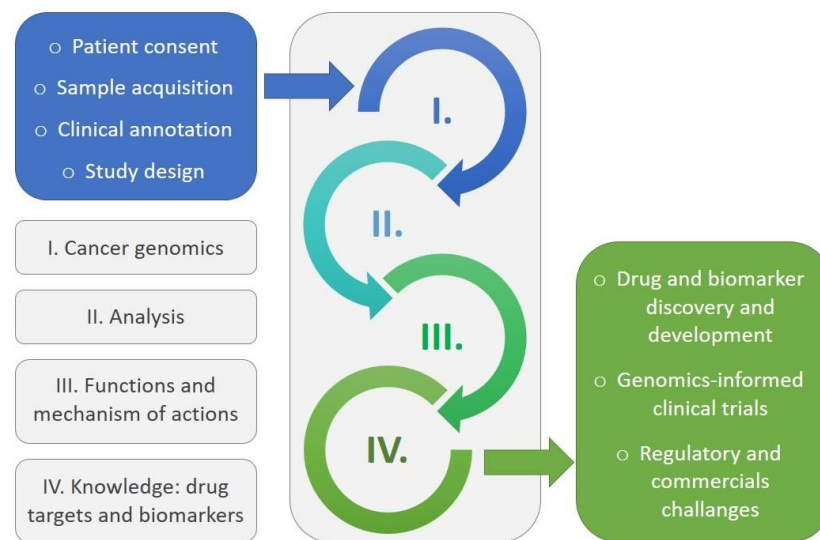 ○ Patient consent
○ Sample acquisition
○ Clinical annotation
○ Study design
I. Cancer genomics
II. Analysis
III. Functions and
mechanism of actions
IV. Knowledge: drug
targets and biomarkers
I.
II.
III.
IV.
○ Drug and biomarker
discovery and
development
○ Genomics-informed
clinical trials
○ Regulatory and
commercials
challanges